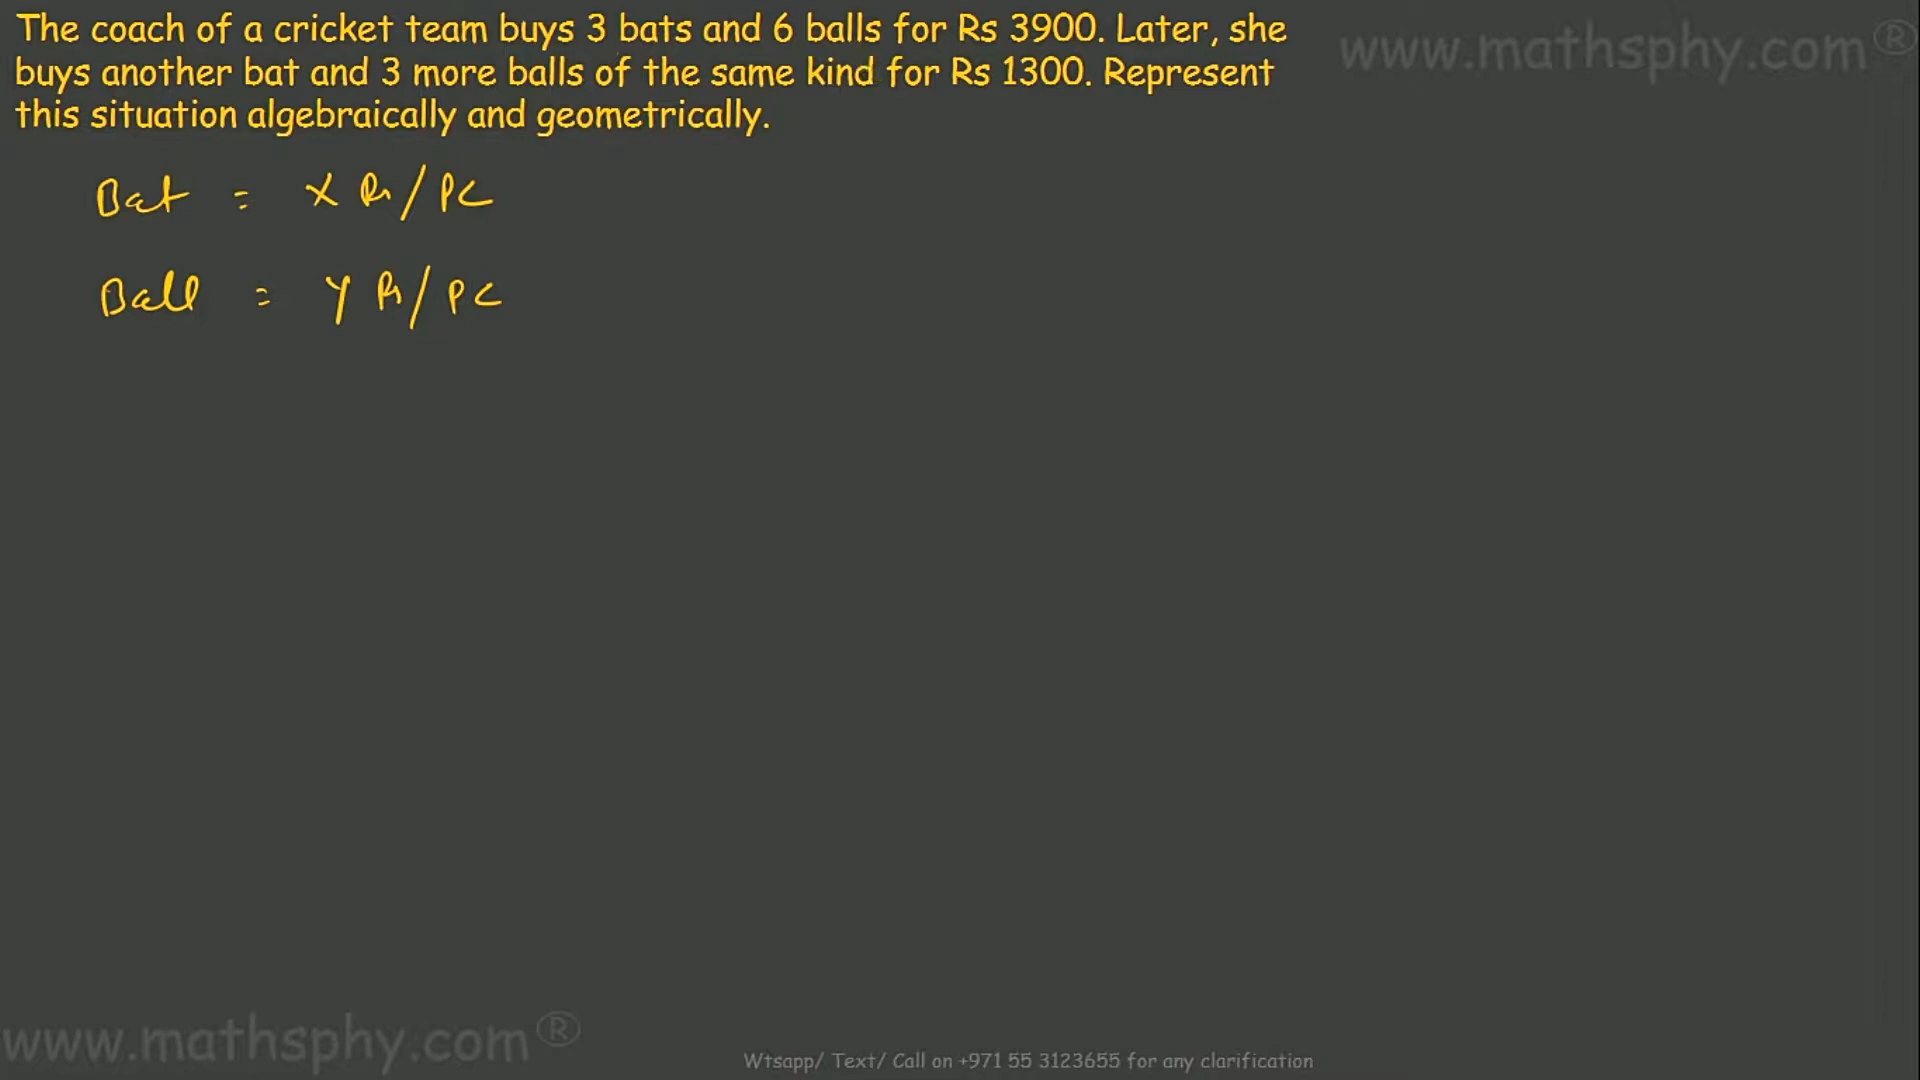 The coach of a cricket team buys 3 bats and 6 balls for Rs 3900. Later, she
buys another bat and 3 more balls of the same kind for Rs 1300. Represent
this situation algebraically and geometrically.
www.mathsphy.com®
Bat = X Rs/PC
Ball = Y Rs/PC
www.mathsphy.com®
Wtsapp/ Text/ Call on +971 55 3123655 for any clarification